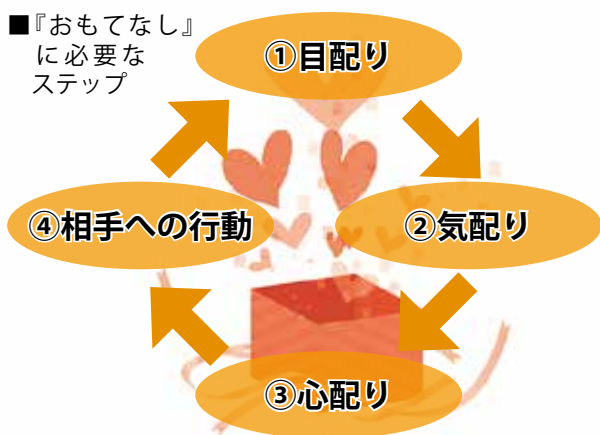 ■『おもてなし』
に必要な
ステップ
①目配り
②気配り
③心配り
④相手への行動